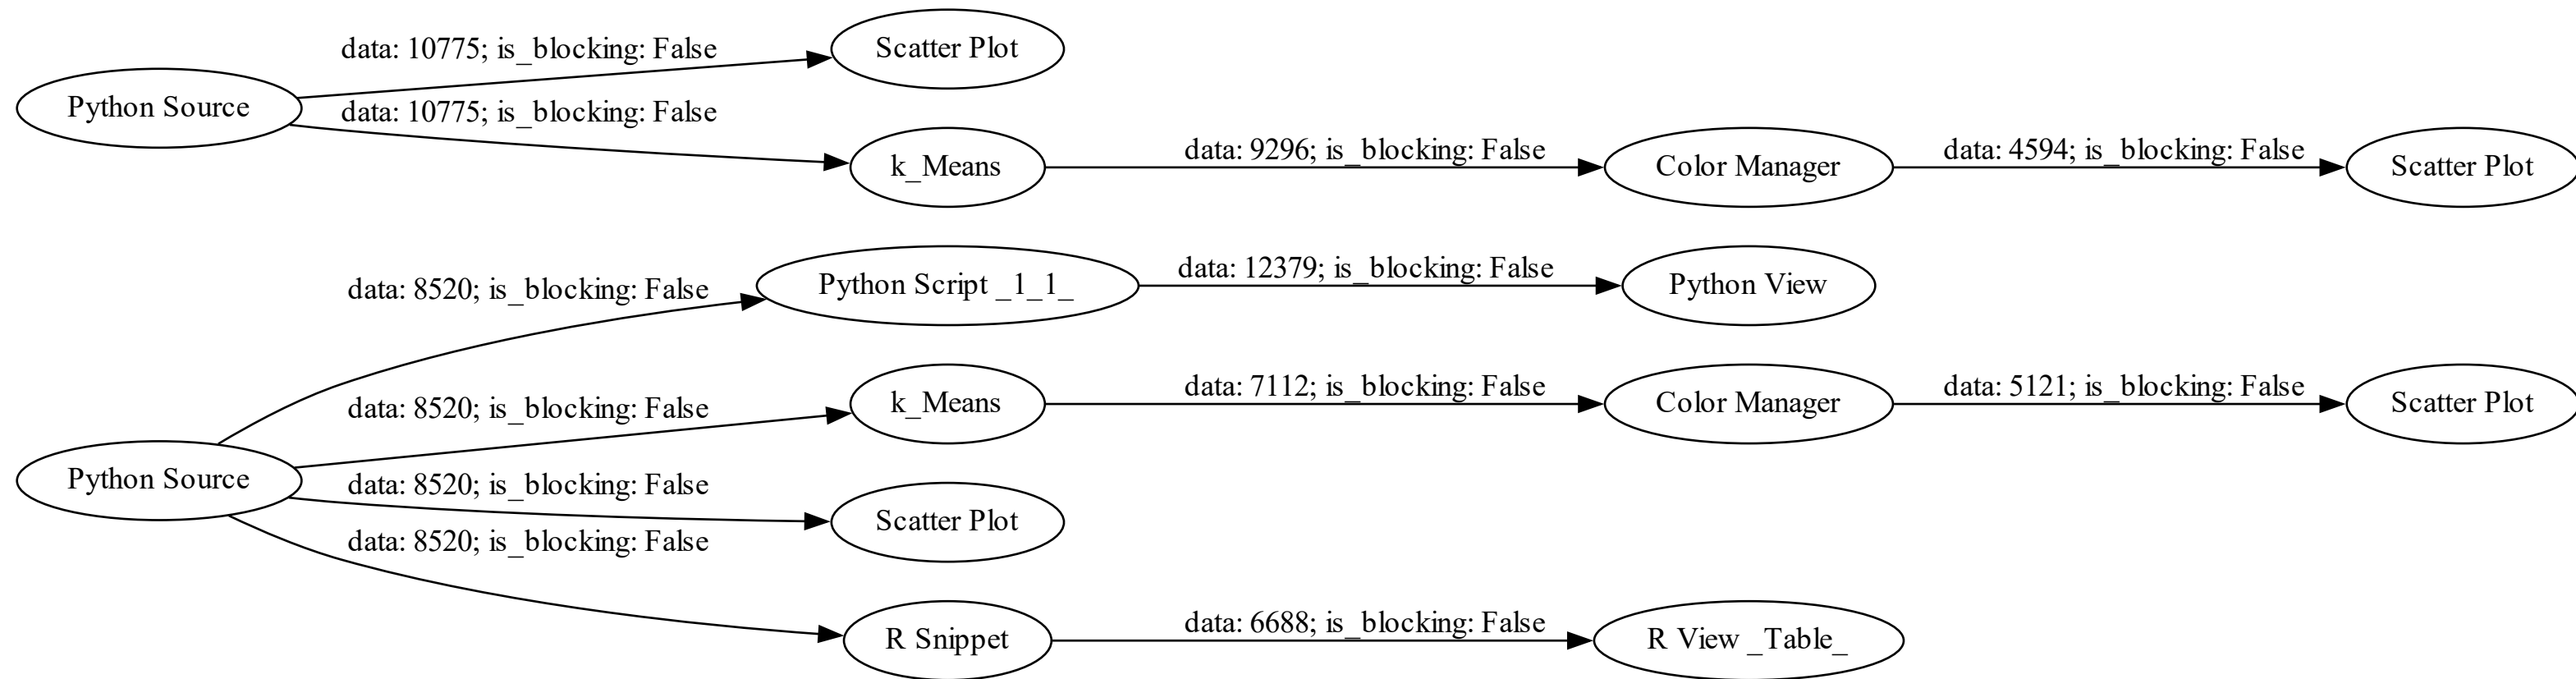 data: 10775; is_blocking: False
Scatter Plot
Python Source
data: 10775; is_blocking: False
k_Means
data: 9296; is_blocking: False
Color Manager
data: 4594; is_blocking: False
Scatter Plot
data: 8520; is_blocking: False
Python Script _1_1_
data: 12379; is_blocking: False
Python View
data: 8520; is_blocking: False
k_Means
data: 7112; is_blocking: False
Color Manager
data: 5121; is_blocking: False
Scatter Plot
Python Source
data: 8520; is_blocking: False
Scatter Plot
data: 8520; is_blocking: False
R Snippet
data: 6688; is_blocking: False
R View _Table_